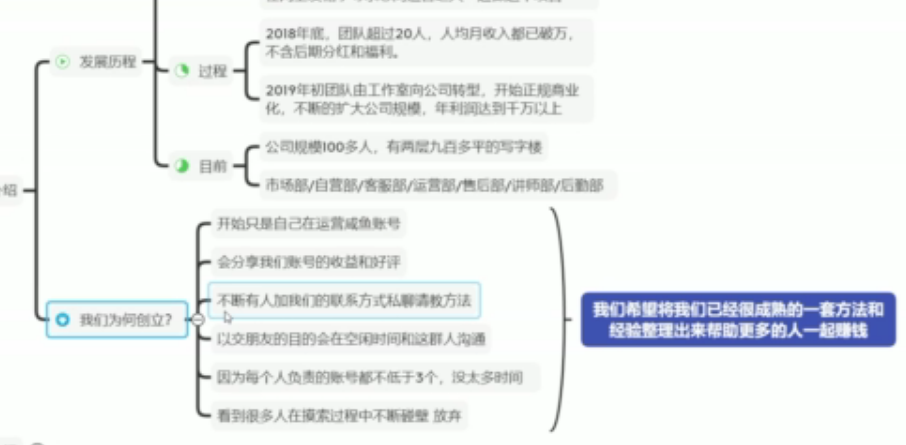 2018年底，团队超过20人，人均月收入都已破万，
不含后期分红和福利。
发展历程
过程
2019年初团队由工作室向公司转型，开始正规商业
化，不断的扩大公司规模，年利润达到千万以上
公司规模100多人，有两层九百多平的写字楼
目前
市场部/自营部/客服部/运营部/售后部/讲师部/后勤部
绍
开始只是自己在运营咸鱼账号
会分享我们账号的收益和好评
不断有人加我们的联系方式私聊请教方法
我们为何创立？
以交朋友的目的会在空闲时间和这群人沟通
因为每个人负责的账号都不低于3个，没太多时间
看到很多人在摸索过程中不断碰壁 放弃
我们希望将我们已经很成熟的一套方法和
经验整理出来帮助更多的人一起赚钱